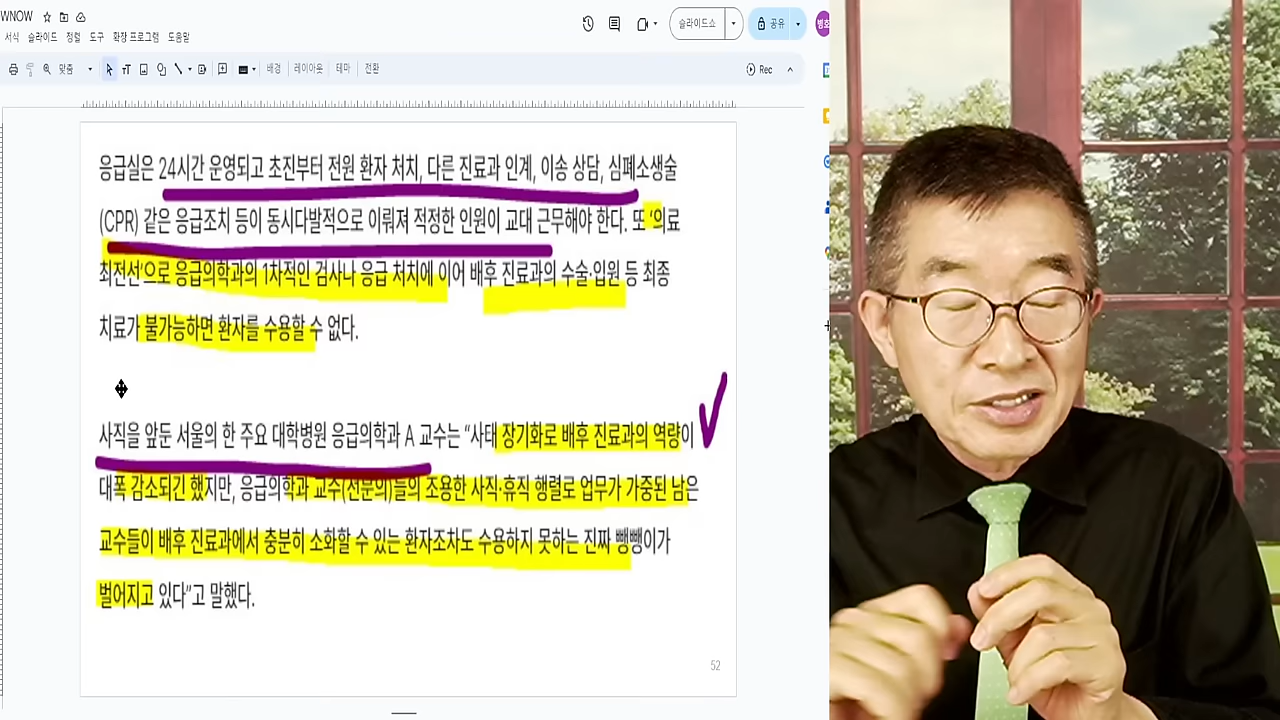 WNOW
서식 슬라이드 정렬 도구 확장 프로그램 도움말
슬라이드쇼
공유
병호
맞춤
배경 레이아웃 테마 전환
Rec
응급실은 24시간 운영되고 초진부터 전원 환자 처치, 다른 진료과 인계, 이송 상담, 심폐소생술
(CPR) 같은 응급조치 등이 동시다발적으로 이뤄져 적정한 인원이 교대 근무해야 한다. 또 ‘의료
최전선’으로 응급의학과의 1차적인 검사나 응급 처치에 이어 배후 진료과의 수술·입원 등 최종
치료가 불가능하면 환자를 수용할 수 없다.
사직을 앞둔 서울의 한 주요 대학병원 응급의학과 A 교수는 “사태 장기화로 배후 진료과의 역량이
대폭 감소되긴 했지만, 응급의학과 교수(전문의)들의 조용한 사직·휴직 행렬로 업무가 가중된 남은
교수들이 배후 진료과에서 충분히 소화할 수 있는 환자조차도 수용하지 못하는 진짜 뺑뺑이가
벌어지고 있다”고 말했다.
52